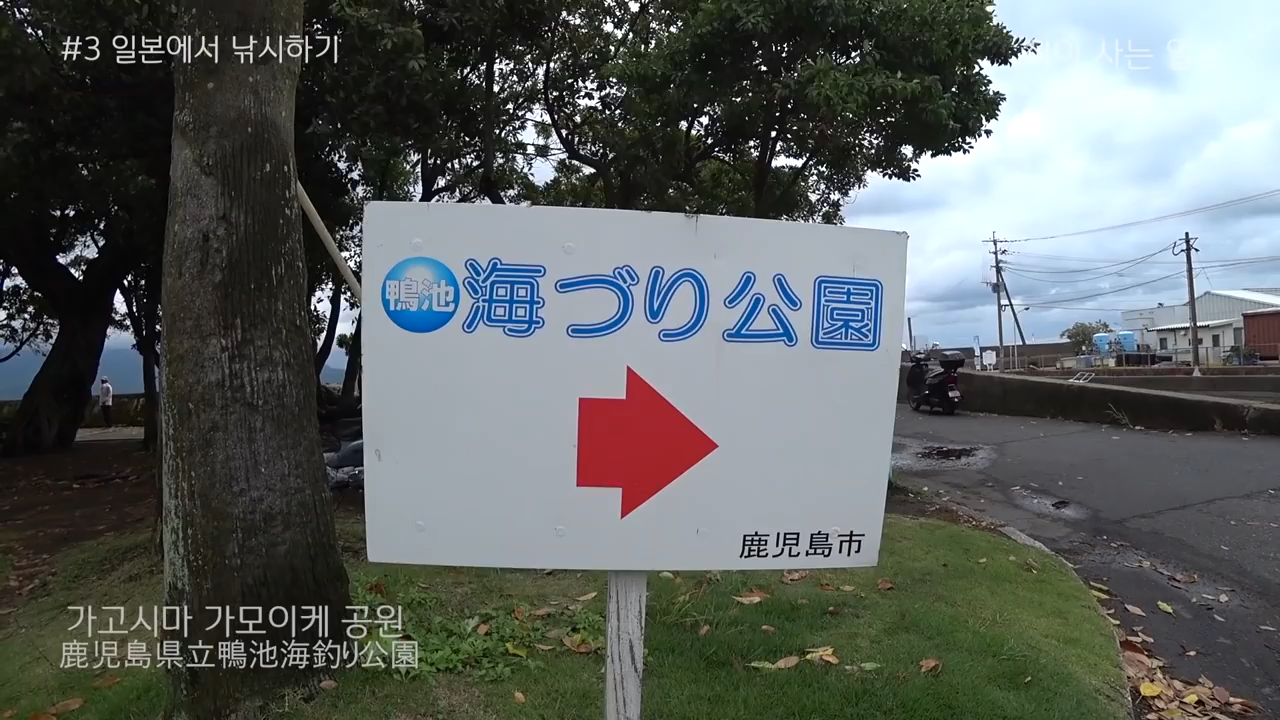 #3 일본에서 낚시하기
사는
鴨池 海づり公園
鹿児島市
가고시마 가모이케 공원
鹿児島県立鴨池海釣り公園